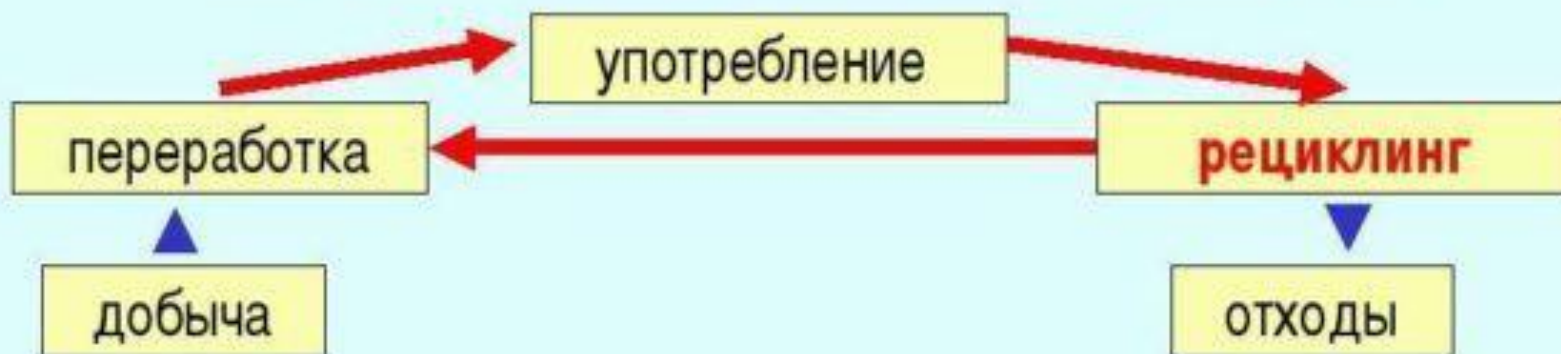 употребление
переработка
рециклинг
добыча
отходы